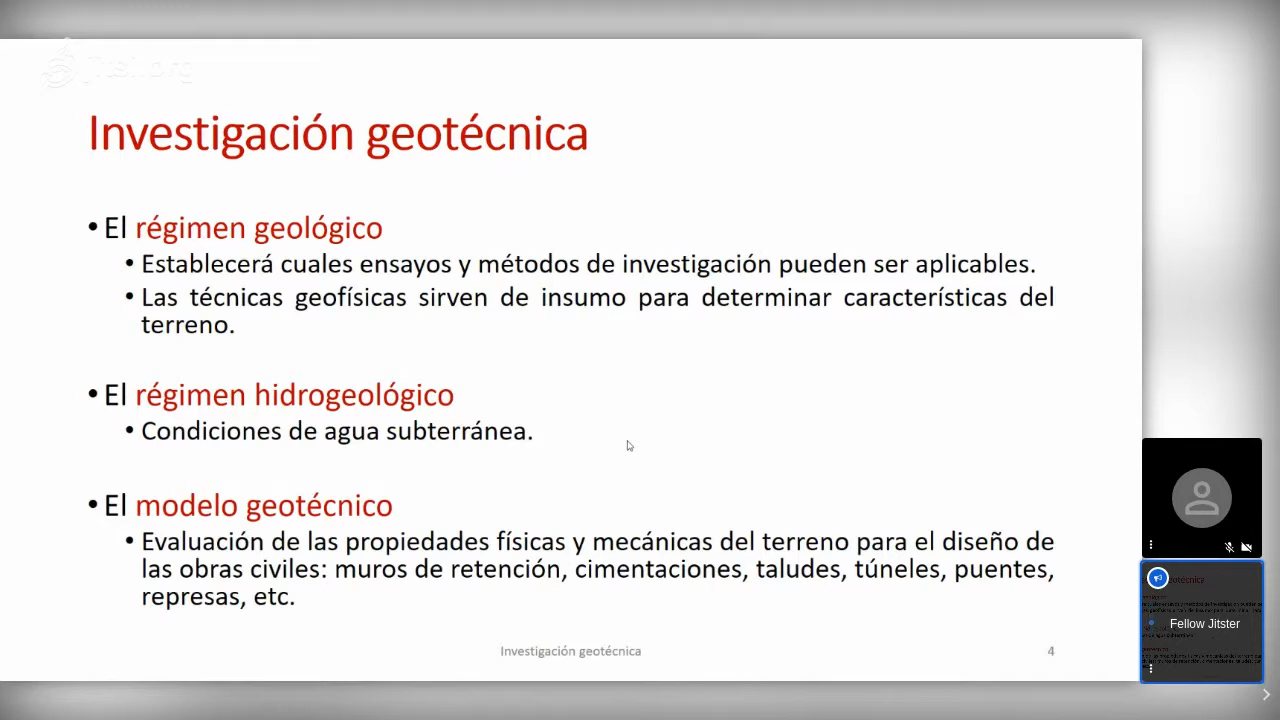 jitsi.org
Investigación geotécnica
• El régimen geológico
• Establecerá cuales ensayos y métodos de investigación pueden ser aplicables.
• Las técnicas geofísicas sirven de insumo para determinar características del
terreno.
• El régimen hidrogeológico
• Condiciones de agua subterránea.
• El modelo geotécnico
• Evaluación de las propiedades físicas y mecánicas del terreno para el diseño de
las obras civiles: muros de retención, cimentaciones, taludes, túneles, puentes,
represas, etc.
Investigación geotécnica
4
Fellow Jitster